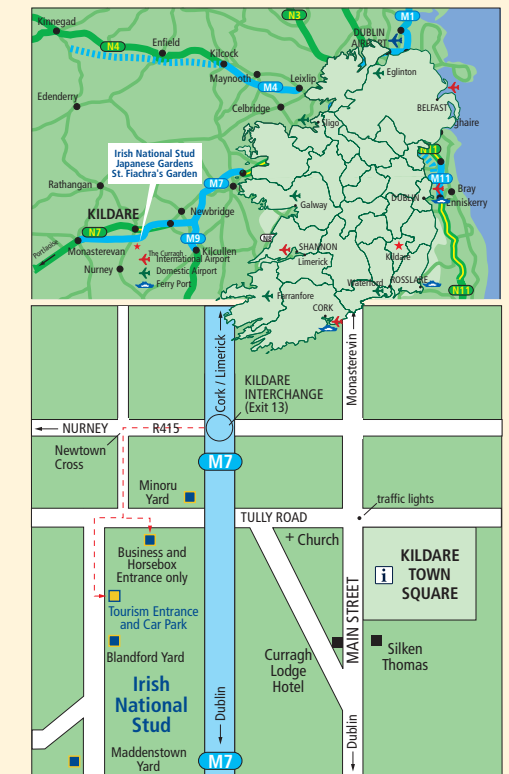 Kinnegad
N4
Enfield
Kilcock
N3
M1
DUBLIN
AIRPORT
Eglinton
Maynooth
M4
Leixlip
Edenderry
Celbridge
Sligo
BELFAST
ghaire
Irish National Stud
Japanese Gardens
St. Fiachra's Garden
N11
M11
Rathangan
M7
Bray
Enniskerry
DUBLIN
Galway
KILDARE
Newbridge
N7
M9
Portlaoise
Monasterevan
The Curragh
Kilcullen
N8
SHANNON
Limerick
Kildare
Nurney
International Airport
Domestic Airport
Ferry Port
Waterford
ROSSLARE
Farranfore
CORK
N11
Cork / Limerick
Monasterevin
KILDARE
INTERCHANGE
(Exit 13)
NURNEY
R415
Newtown
Cross
M7
Minoru
Yard
traffic lights
TULLY ROAD
Church
Business and
Horsebox
Entrance only
KILDARE
TOWN
SQUARE
i
Tourism Entrance
and Car Park
MAIN STREET
Blandford Yard
Curragh
Lodge
Hotel
Silken
Thomas
Irish
National
Stud
Dublin
Dublin
Maddenstown
Yard
M7